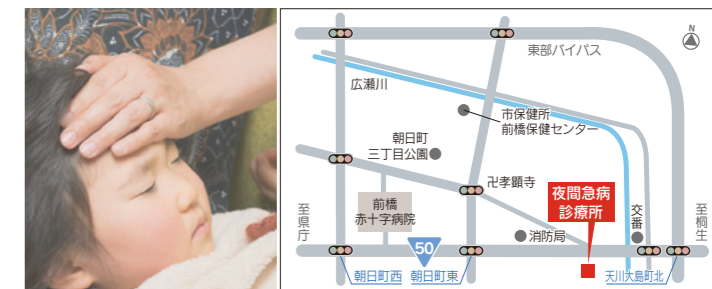 N
東部バイパス
広瀬川
市保健所
前橋保健センター
朝日町
三丁目公園
卍孝顕寺
夜間急病
診療所
前橋
赤十字病院
至県庁
交番
至桐生
消防局
50
朝日町西
朝日町東
天川大島町北